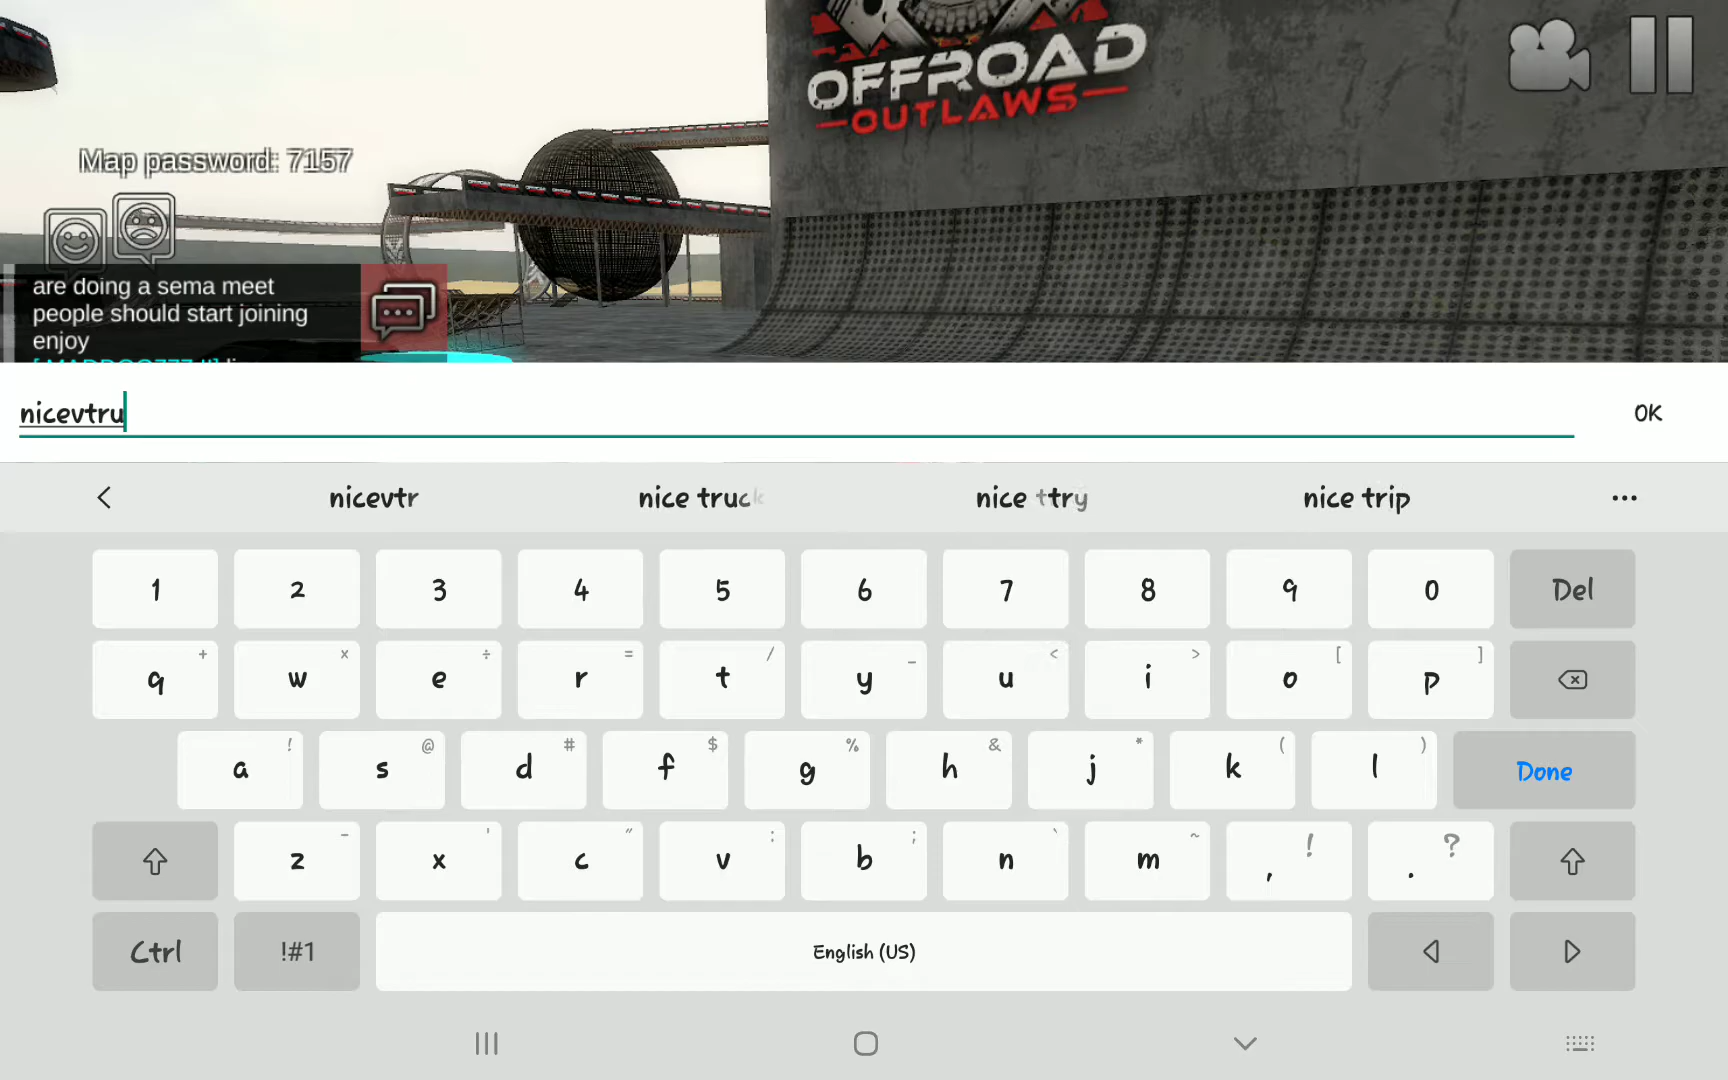 OFFROAD
OUTLAWS
Map password: 7157
are doing a sema meet
people should start joining
enjoy
nicevtru
OK
nicevtr
nice truck
nice ttry
nice trip
1 2 3 4 5 6 7 8 9 0 Del
+ × ÷ = / _ < > [ ]
q w e r t y u i o p
! @ # $ % & * ( )
a s d f g h j k l Done
- ' " : ; ` ~ ! ?
z x c v b n m , .
Ctrl !#1 English (US)